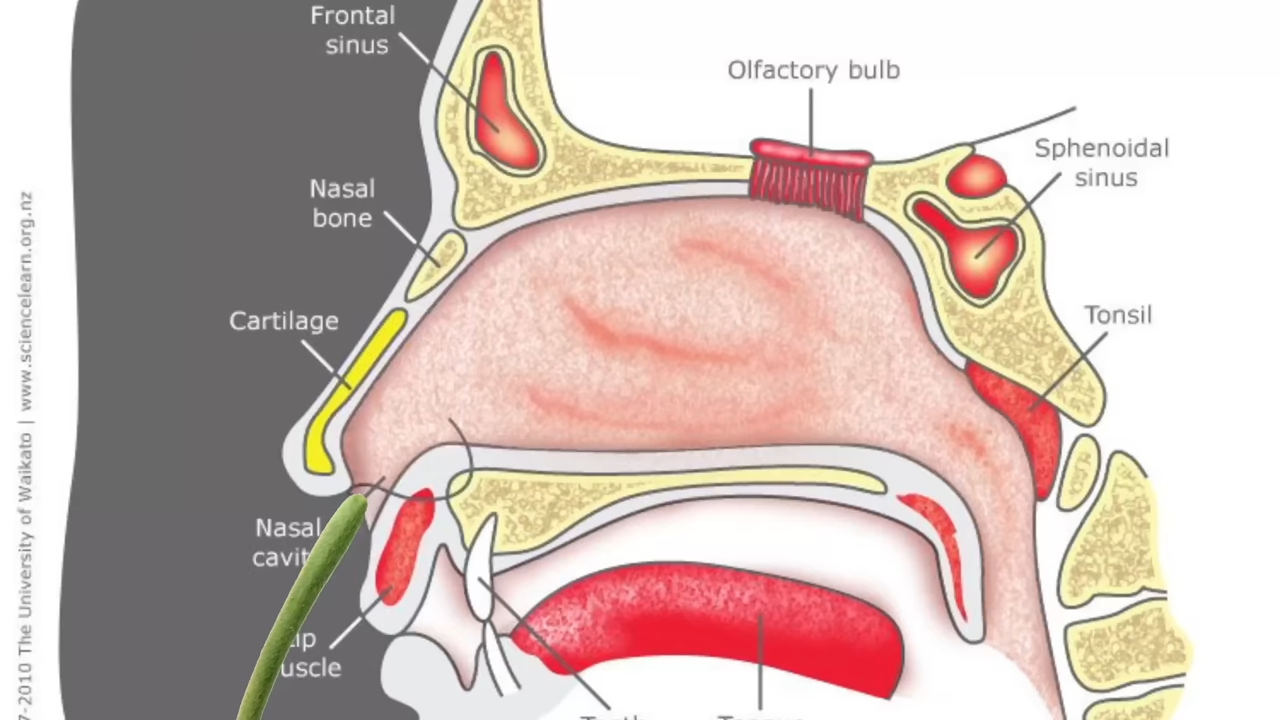 Frontal
sinus
Olfactory bulb
Sphenoidal
sinus
Nasal
bone
Cartilage
Tonsil
Nasal
7-2010 The University of Waikato | www.sciencelearn.org.nz